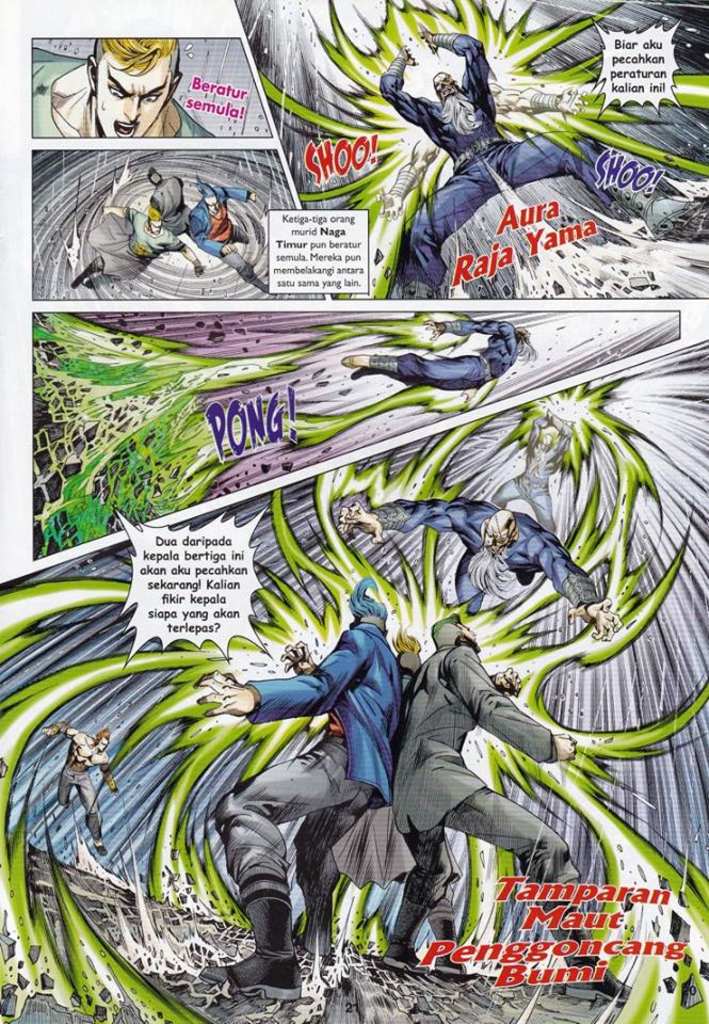 Beratur
semula!
Biar aku
pecahkan
peraturan
kalian ini!
SHOO!
SHOO!
Aura
Raja Yama
Ketiga-tiga orang
murid Naga
Timur pun beratur
semula. Mereka pun
membelakangi antara
satu sama yang lain.
PONG!
Dua daripada
kepala bertiga ini
akan aku pecahkan
sekarang! Kalian
fikir kepala
siapa yang akan
terlepas?
Tamparan
Maut
Penggoncang
Bumi